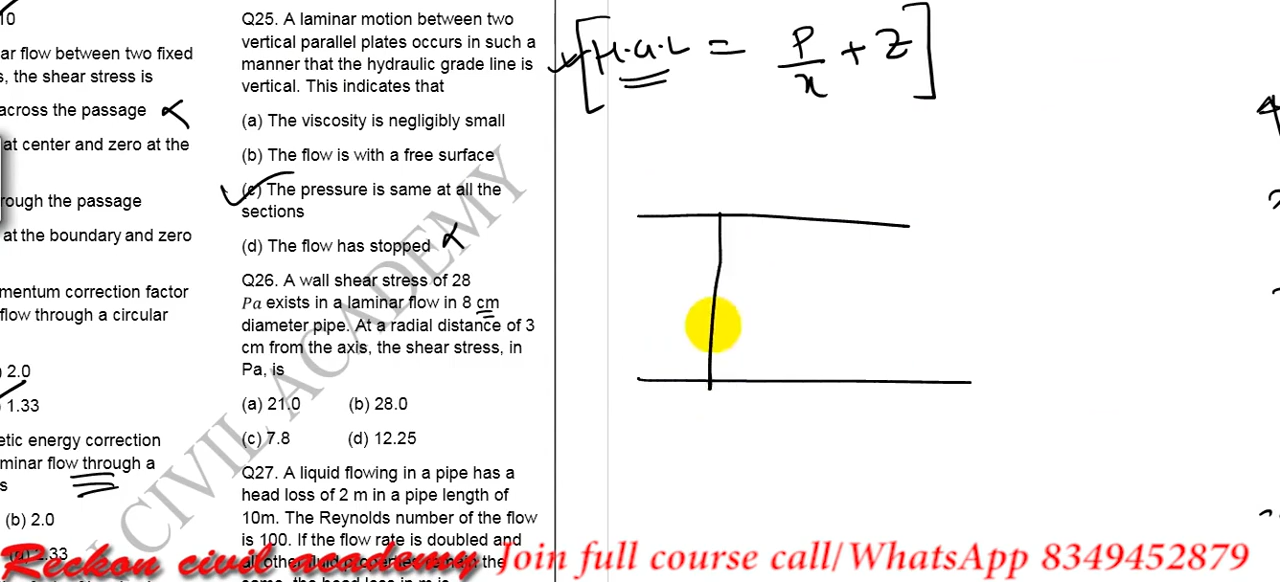 10
ar flow between two fixed
s, the shear stress is
across the passage
at center and zero at the
rough the passage
at the boundary and zero
mentum correction factor
flow through a circular
2.0
1.33
etic energy correction
minar flow through a
s
(b) 2.0
Q25. A laminar motion between two
vertical parallel plates occurs in such a
manner that the hydraulic grade line is
vertical. This indicates that
(a) The viscosity is negligibly small
(b) The flow is with a free surface
(c) The pressure is same at all the
sections
(d) The flow has stopped
Q26. A wall shear stress of 28
Pa exists in a laminar flow in 8 cm
diameter pipe. At a radial distance of 3
cm from the axis, the shear stress, in
Pa, is
(a) 21.0 (b) 28.0
(c) 7.8 (d) 12.25
Q27. A liquid flowing in a pipe has a
head loss of 2 m in a pipe length of
10m. The Reynolds number of the flow
is 100. If the flow rate is doubled and
all other fluid properties remain the
CIVIL ACADEMY
[H.G.L = P/x + Z]
Reckon civil academy Join full course call/WhatsApp 8349452879